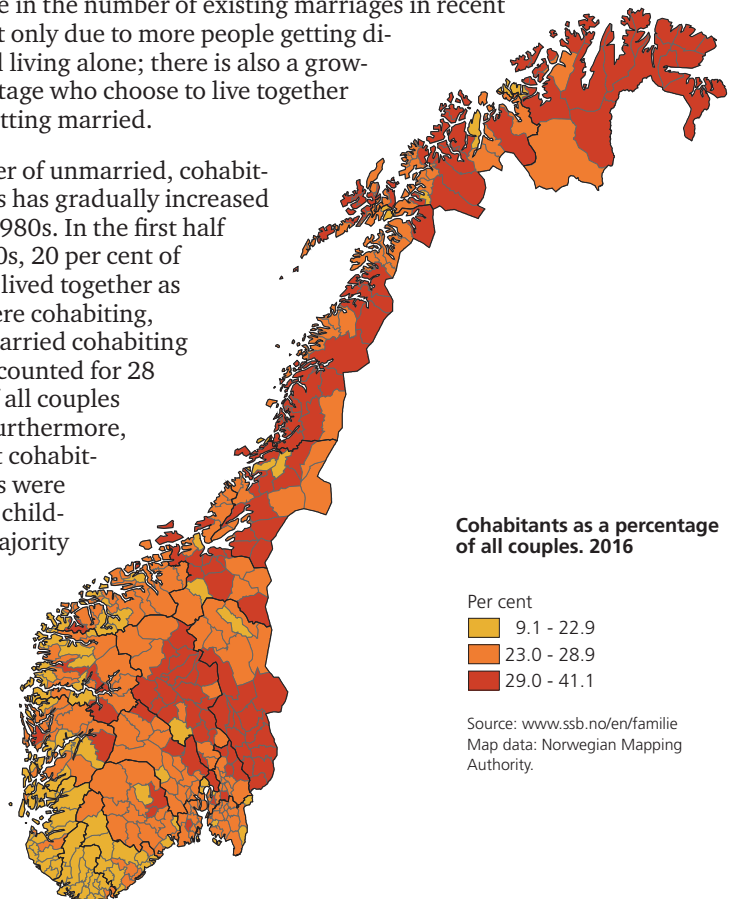 e in the number of existing marriages in recent
t only due to more people getting di-
l living alone; there is also a grow-
tage who choose to live together
tting married.
er of unmarried, cohabit-
s has gradually increased
980s. In the first half
0s, 20 per cent of
lived together as
ere cohabiting,
arried cohabiting
counted for 28
f all couples
urthermore,
t cohabit-
s were
child-
ajority
Cohabitants as a percentage
of all couples. 2016
Per cent
9.1 - 22.9
23.0 - 28.9
29.0 - 41.1
Source: www.ssb.no/en/familie
Map data: Norwegian Mapping
Authority.